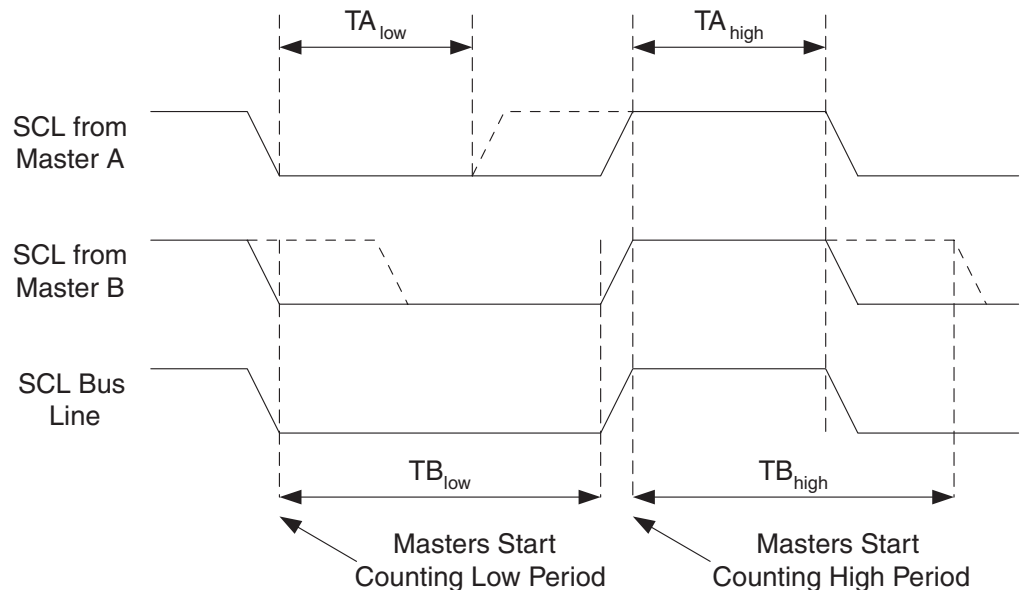 TA low
TA high
SCL from
Master A
SCL from
Master B
SCL Bus
Line
TB low
TB high
Masters Start
Counting Low Period
Masters Start
Counting High Period